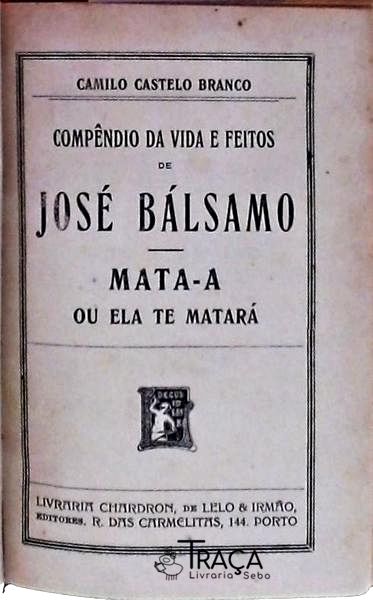 CAMILO CASTELO BRANCO
COMPÊNDIO DA VIDA E FEITOS
DE
JOSÉ BÁLSAMO
MATA-A
OU ELA TE MATARÁ
LIVRARIA CHARDRON, DE LELO & IRMÃO,
EDITORES. R. DAS CARMELITAS, 144. PORTO
TRAÇA
Livraria Sebo